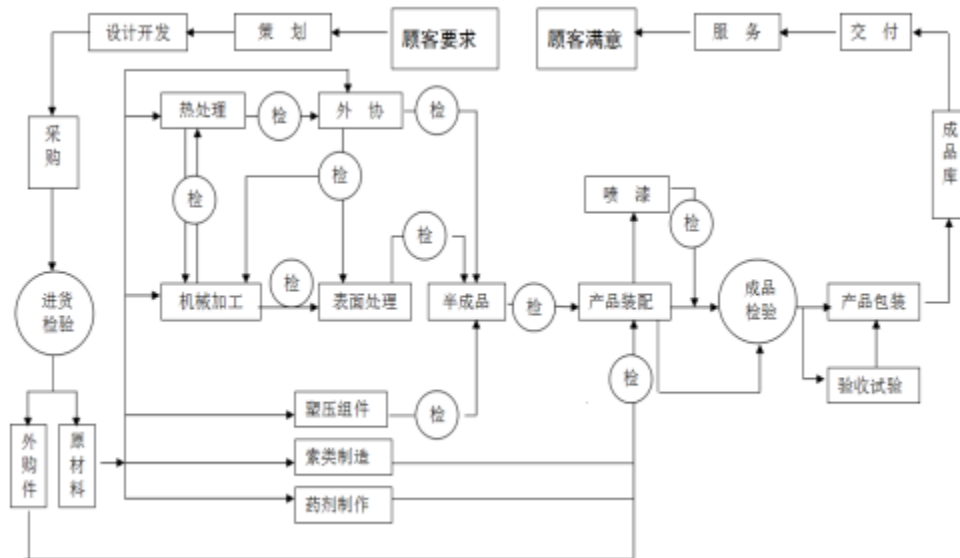 设计开发
策 划
顾客要求
顾客满意
服 务
交 付
采购
热处理
检
外 协
检
成品库
检
检
喷 漆
检
检
进货
检验
机械加工
检
表面处理
半成品
检
产品装配
成品
检验
产品包装
检
验收试验
塑压组件
检
外购件
原材料
索类制造
药剂制作